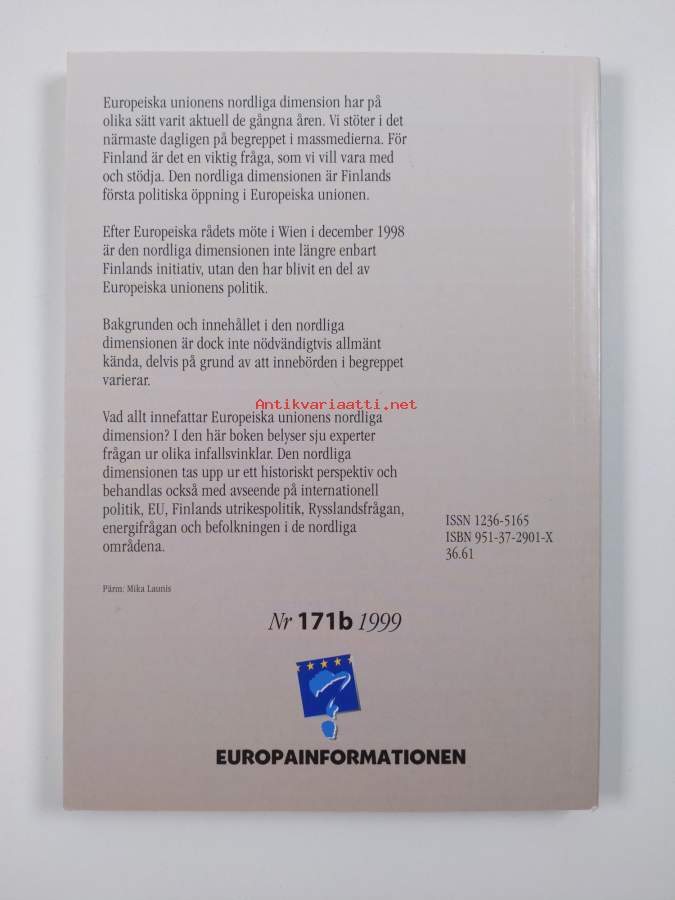 Europeiska unionens nordliga dimension har på
olika sätt varit aktuell de gångna åren. Vi stöter i det
närmaste dagligen på begreppet i massmedierna. För
Finland är det en viktig fråga, som vi vill vara med
och stödja. Den nordliga dimensionen är Finlands
första politiska öppning i Europeiska unionen.
Efter Europeiska rådets möte i Wien i december 1998
är den nordliga dimensionen inte längre enbart
Finlands initiativ, utan den har blivit en del av
Europeiska unionens politik.
Bakgrunden och innehållet i den nordliga
dimensionen är dock inte nödvändigtvis allmänt
kända, delvis på grund av att innebörden i begreppet
varierar.
Antikvariaatti.net
Vad allt innefattar Europeiska unionens nordliga
dimension? I den här boken belyser sju experter
frågan ur olika infallsvinklar. Den nordliga
dimensionen tas upp ur ett historiskt perspektiv och
behandlas också med avseende på internationell
politik, EU, Finlands utrikespolitik, Rysslandsfrågan,
energifrågan och befolkningen i de nordliga
områdena.
ISSN 1236-5165
ISBN 951-37-2901-X
36.61
Pärm: Mika Launis
Nr 171b 1999
EUROPAINFORMATIONEN